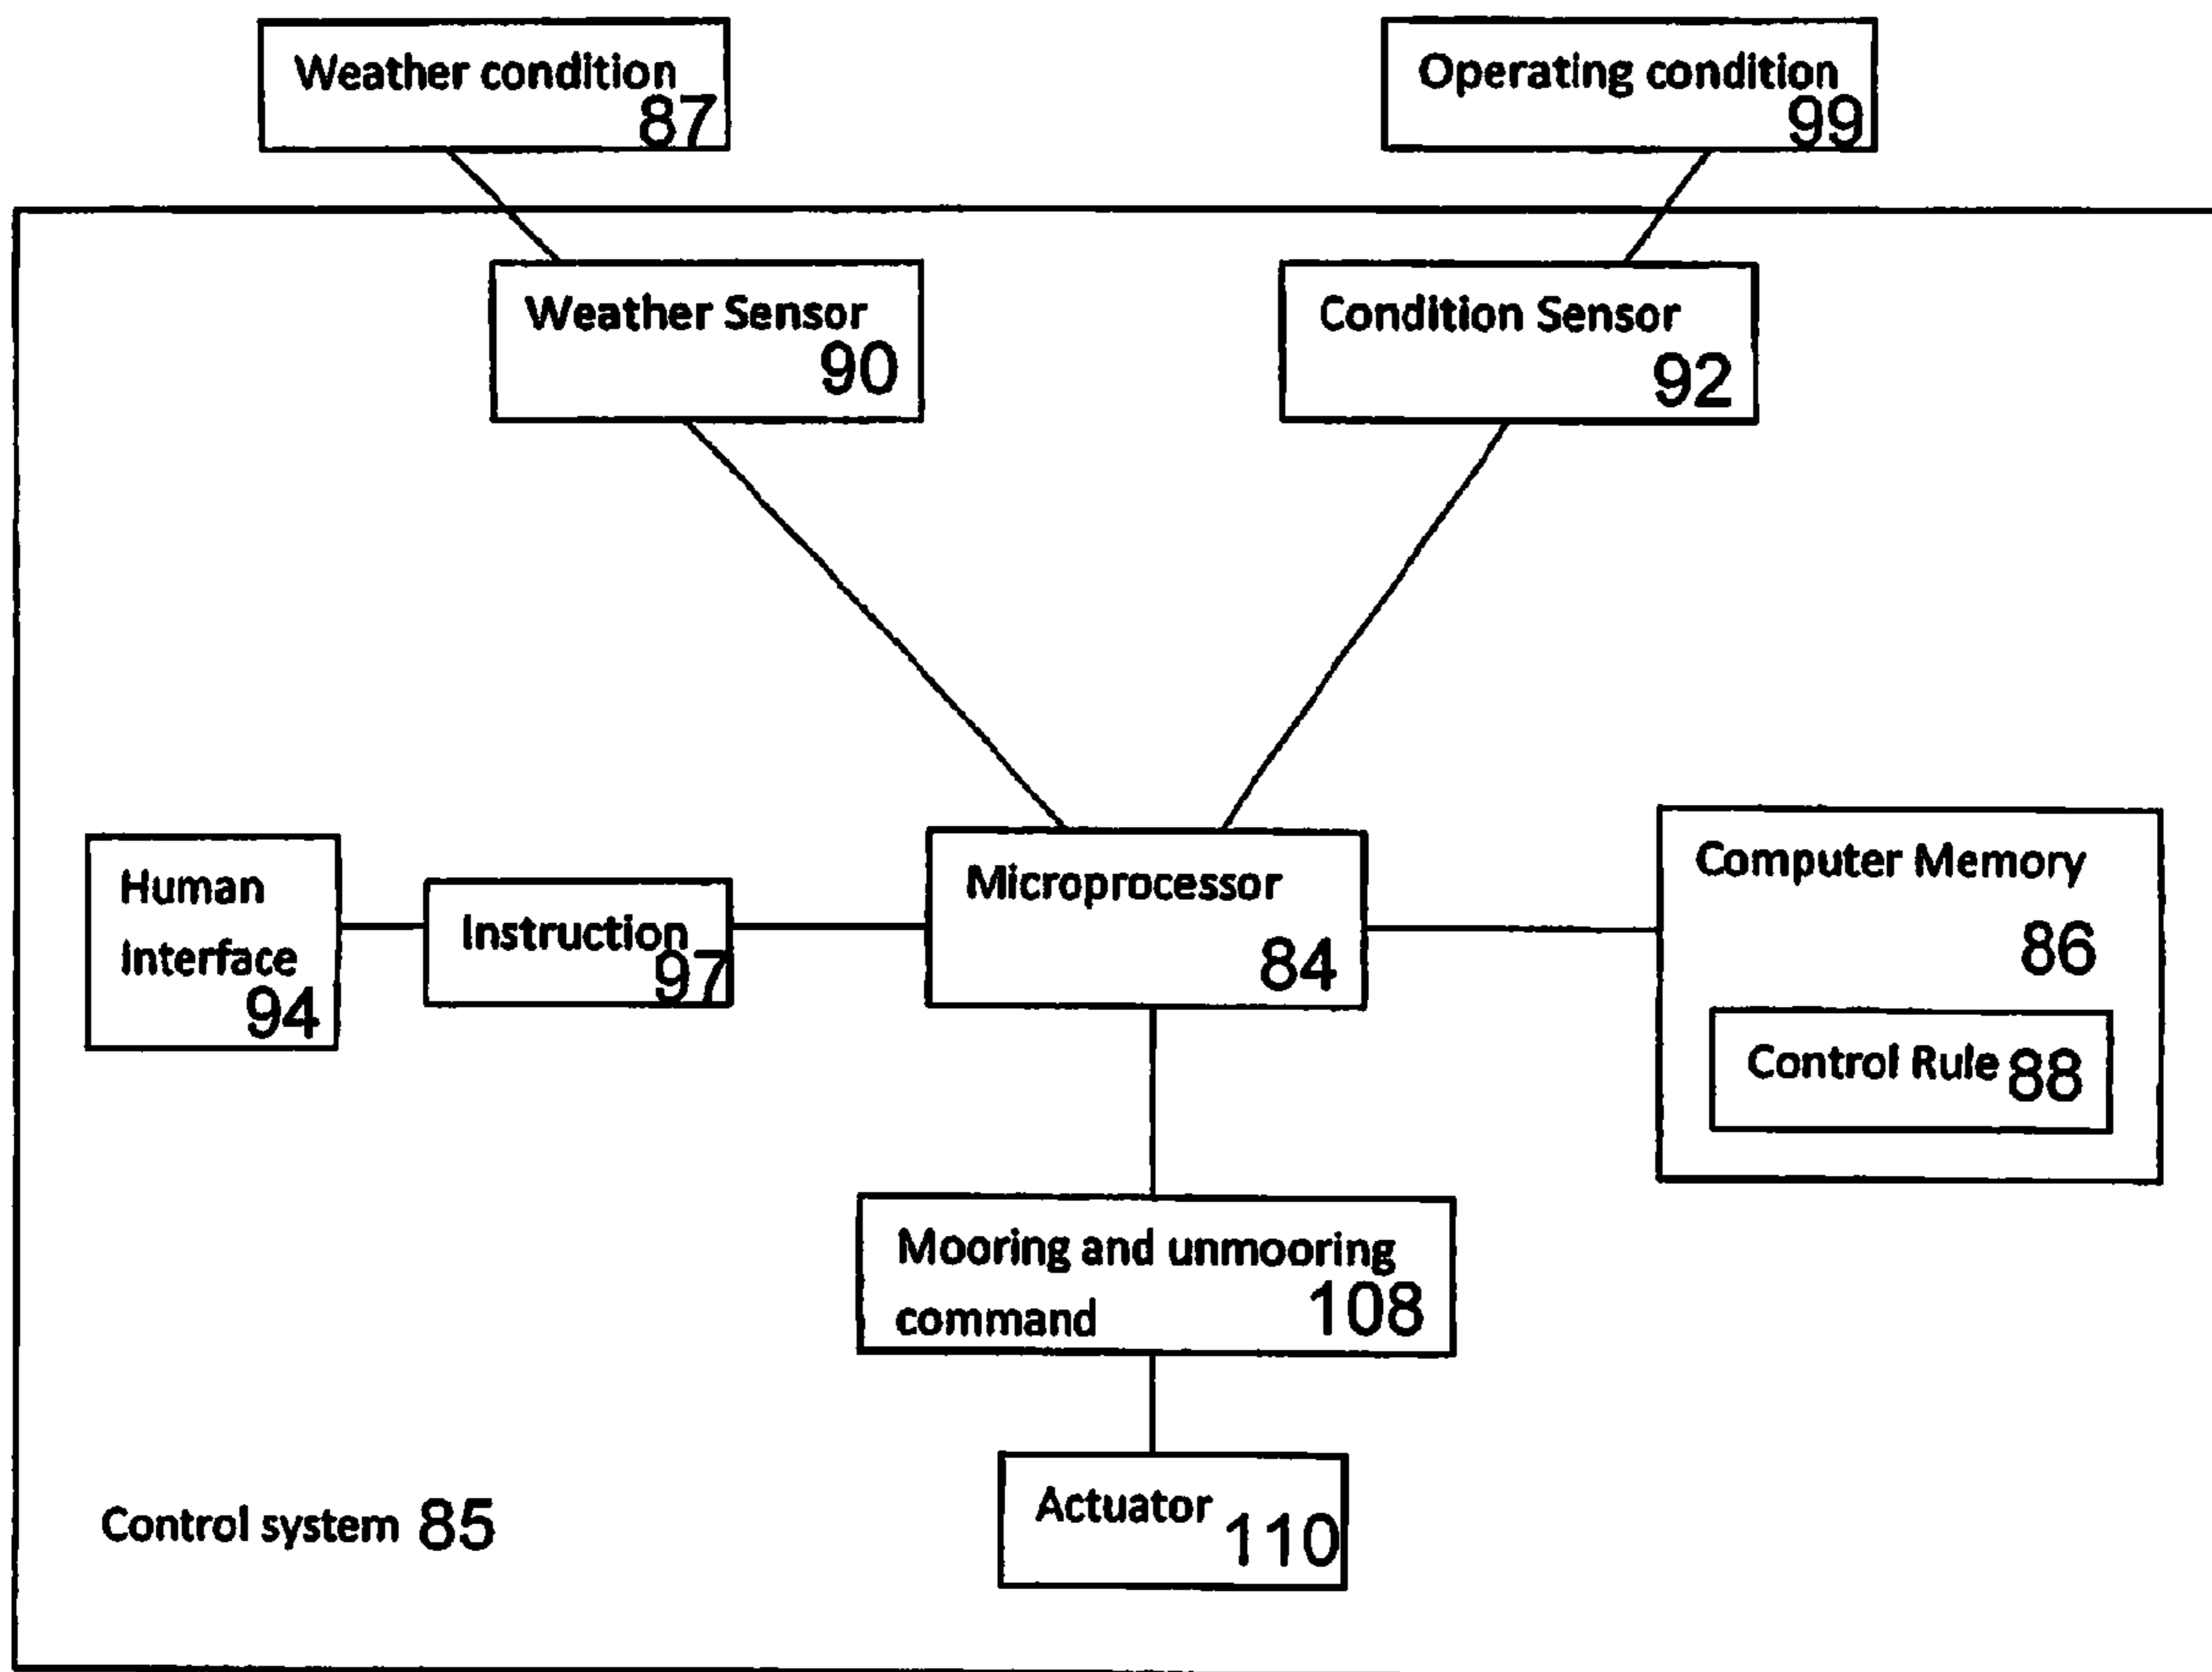 Weather condition
87
Operating condition
99
Weather Sensor
90
Condition Sensor
92
Human
Interface
94
Instruction
97
Microprocessor
84
Computer Memory
86
Control Rule 88
Mooring and unmooring
command 108
Actuator 110
Control system 85